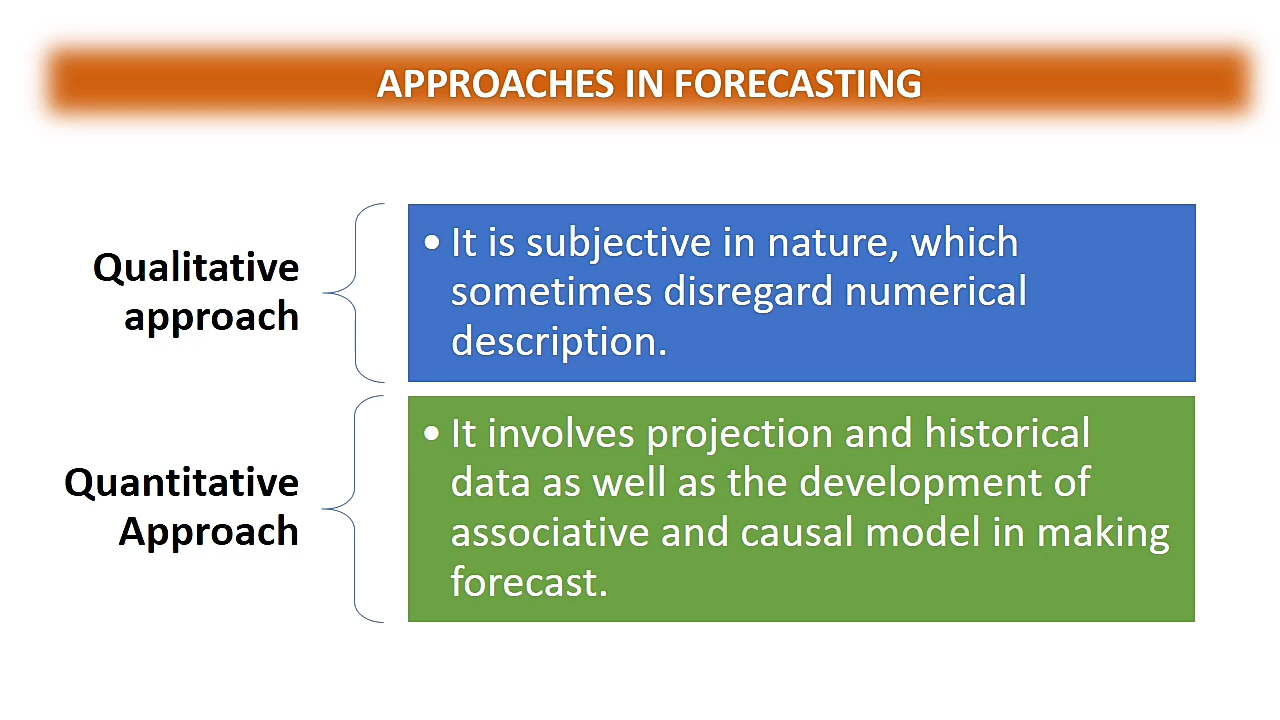 APPROACHES IN FORECASTING
Qualitative
approach
• It is subjective in nature, which
sometimes disregard numerical
description.
Quantitative
Approach
• It involves projection and historical
data as well as the development of
associative and causal model in making
forecast.